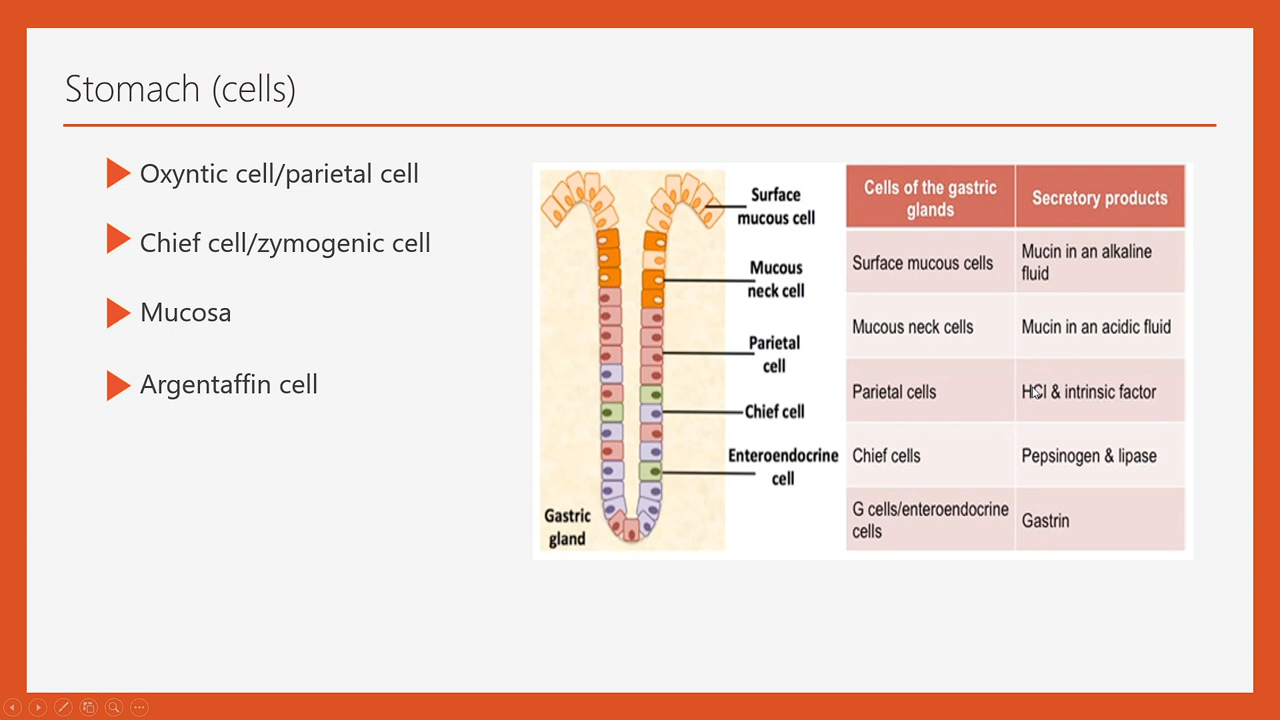 Stomach (cells)
Oxyntic cell/parietal cell
Chief cell/zymogenic cell
Mucosa
Argentaffin cell
Surface
mucous cell
Mucous
neck cell
Parietal
cell
Chief cell
Enteroendocrine
cell
Gastric
gland
Cells of the gastric
glands
Secretory products
Surface mucous cells
Mucin in an alkaline
fluid
Mucous neck cells
Mucin in an acidic fluid
Parietal cells
HCl & intrinsic factor
Chief cells
Pepsinogen & lipase
G cells/enteroendocrine
cells
Gastrin